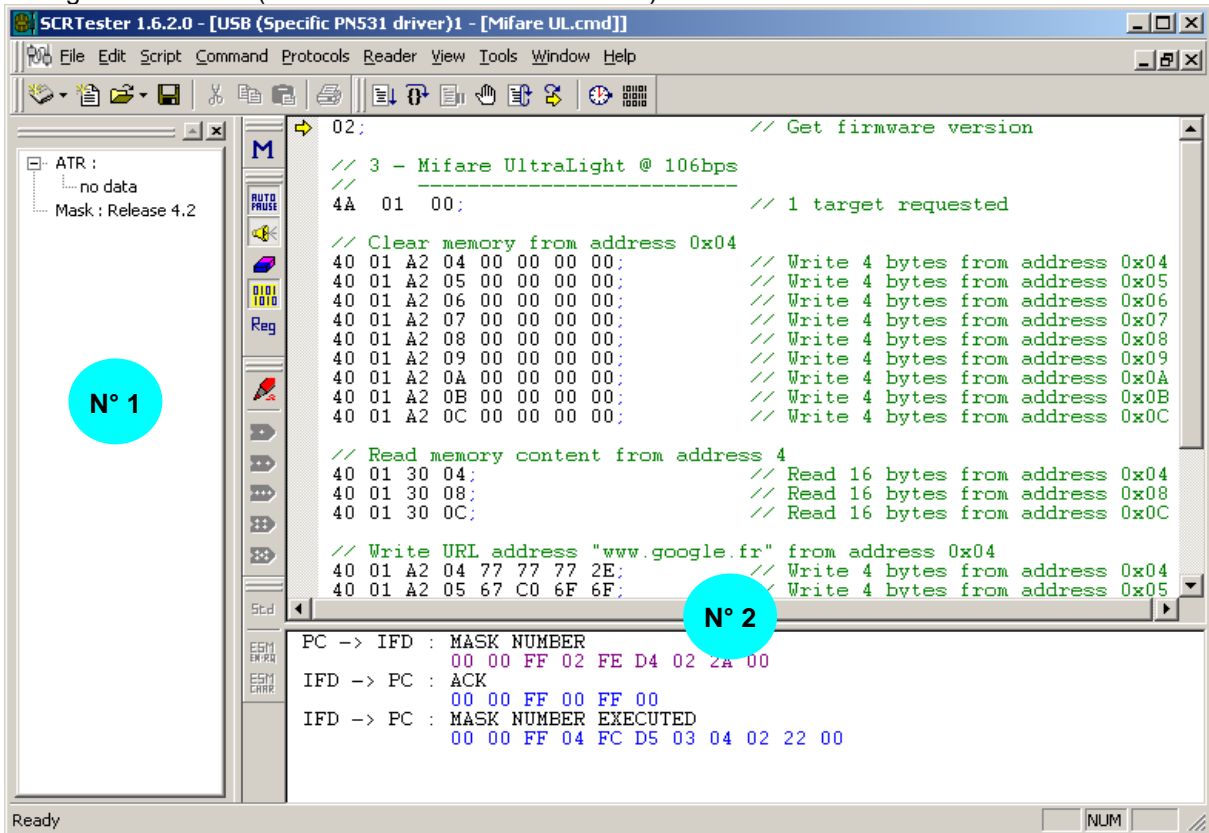 SCRTester 1.6.2.0 - [USB (Specific PN531 driver)1 - [Mifare UL.cmd]]
File Edit Script Command Protocols Reader View Tools Window Help
ATR :
no data
Mask : Release 4.2
N° 1
M
AUTO PAUSE
0101
1010
Reg
Std
ESM
EN-RQ
ESM
CHAR
02; // Get firmware version
// 3 - Mifare UltraLight @ 106bps
// --------------------------
4A 01 00; // 1 target requested
// Clear memory from address 0x04
40 01 A2 04 00 00 00 00; // Write 4 bytes from address 0x04
40 01 A2 05 00 00 00 00; // Write 4 bytes from address 0x05
40 01 A2 06 00 00 00 00; // Write 4 bytes from address 0x06
40 01 A2 07 00 00 00 00; // Write 4 bytes from address 0x07
40 01 A2 08 00 00 00 00; // Write 4 bytes from address 0x08
40 01 A2 09 00 00 00 00; // Write 4 bytes from address 0x09
40 01 A2 0A 00 00 00 00; // Write 4 bytes from address 0x0A
40 01 A2 0B 00 00 00 00; // Write 4 bytes from address 0x0B
40 01 A2 0C 00 00 00 00; // Write 4 bytes from address 0x0C
// Read memory content from address 4
40 01 30 04; // Read 16 bytes from address 0x04
40 01 30 08; // Read 16 bytes from address 0x08
40 01 30 0C; // Read 16 bytes from address 0x0C
// Write URL address "www.google.fr" from address 0x04
40 01 A2 04 77 77 77 2E; // Write 4 bytes from address 0x04
40 01 A2 05 67 C0 6F 6F; // Write 4 bytes from address 0x05
N° 2
PC -> IFD : MASK NUMBER
00 00 FF 02 FE D4 02 2A 00
IFD -> PC : ACK
00 00 FF 00 FF 00
IFD -> PC : MASK NUMBER EXECUTED
00 00 FF 04 FC D5 03 04 02 22 00
Ready
NUM